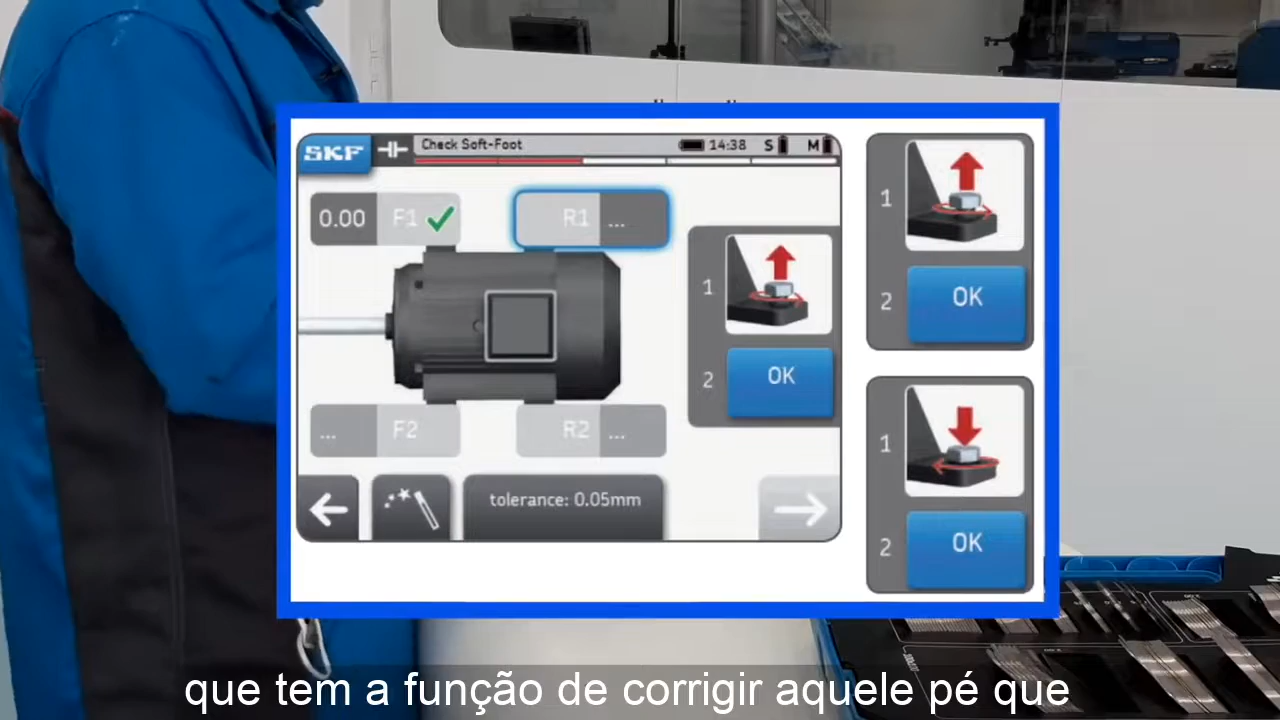 SKF
Check Soft-Foot
14:38 S M
0.00 F1
R1 ...
1
2 OK
... F2
R2 ...
tolerance: 0.05mm
1
2 OK
1
2 OK
que tem a função de corrigir aquele pé que